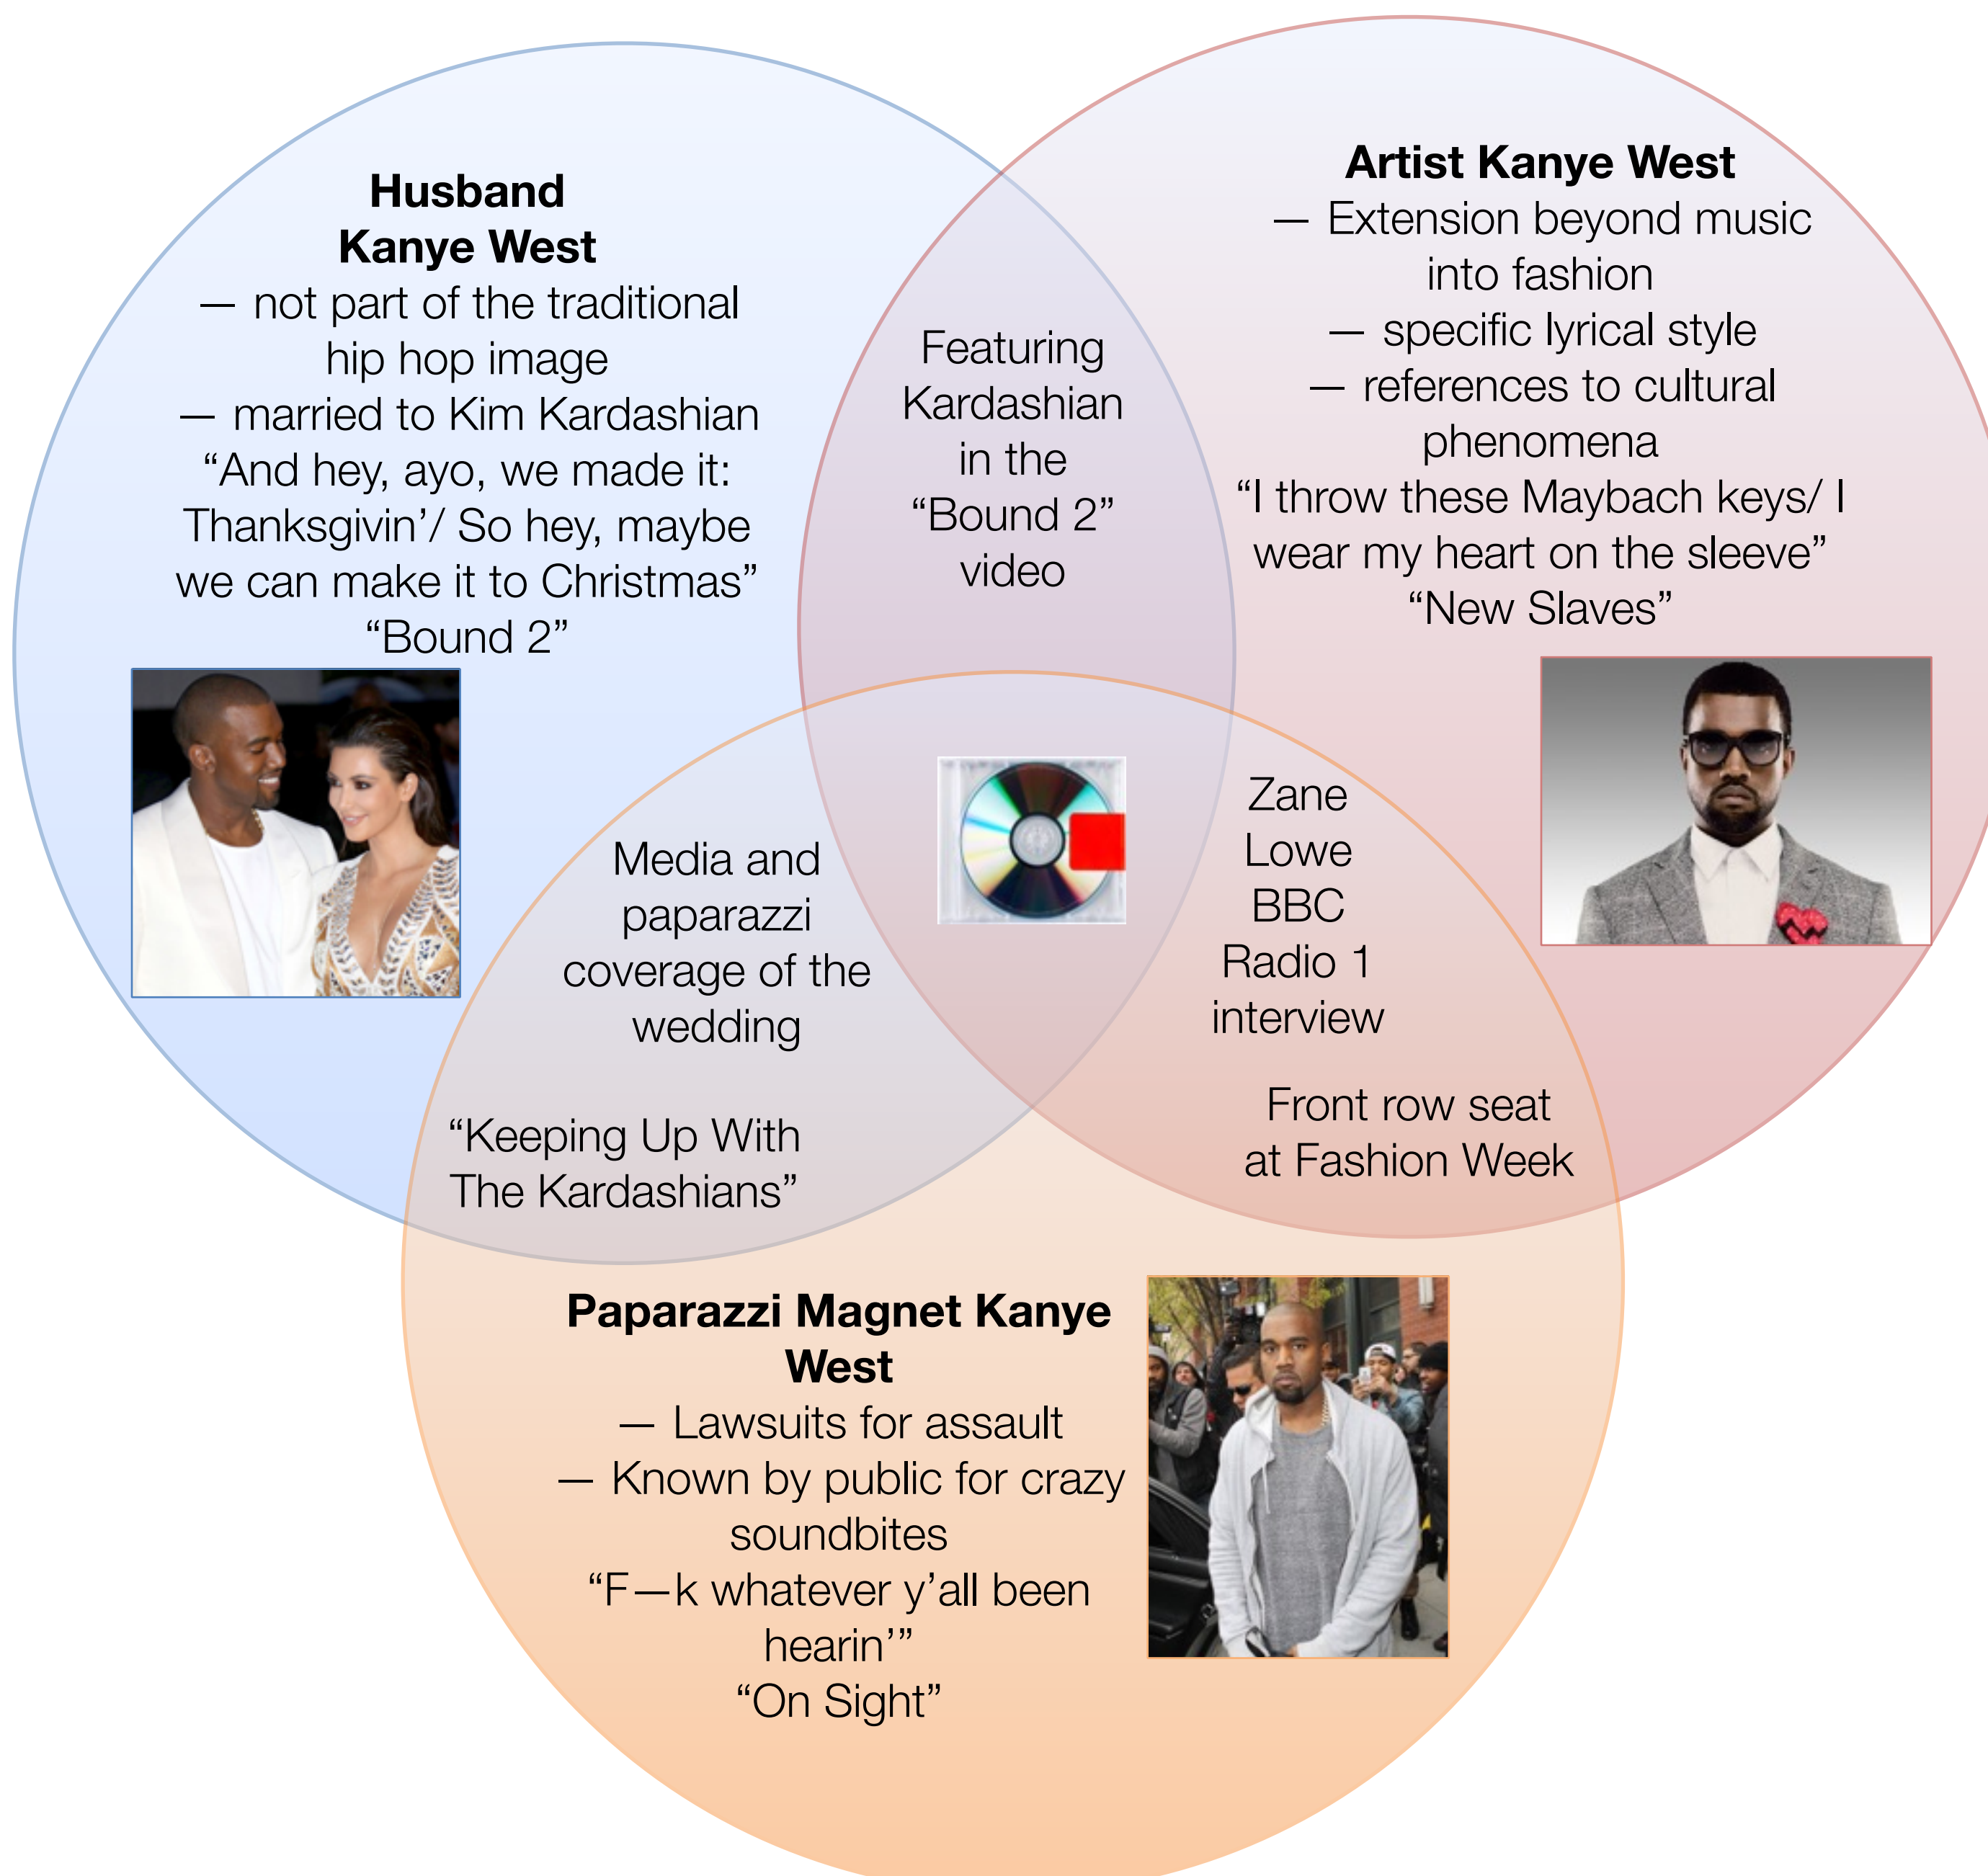 Husband
Kanye West
— not part of the traditional
hip hop image
— married to Kim Kardashian
“And hey, ayo, we made it:
Thanksgivin’/ So hey, maybe
we can make it to Christmas”
“Bound 2”
Featuring
Kardashian
in the
“Bound 2”
video
Artist Kanye West
— Extension beyond music
into fashion
— specific lyrical style
— references to cultural
phenomena
“I throw these Maybach keys/ I
wear my heart on the sleeve”
“New Slaves”
Media and
paparazzi
coverage of the
wedding
“Keeping Up With
The Kardashians”
Zane
Lowe
BBC
Radio 1
interview
Front row seat
at Fashion Week
Paparazzi Magnet Kanye
West
— Lawsuits for assault
— Known by public for crazy
soundbites
“F—k whatever y’all been
hearin’”
“On Sight”